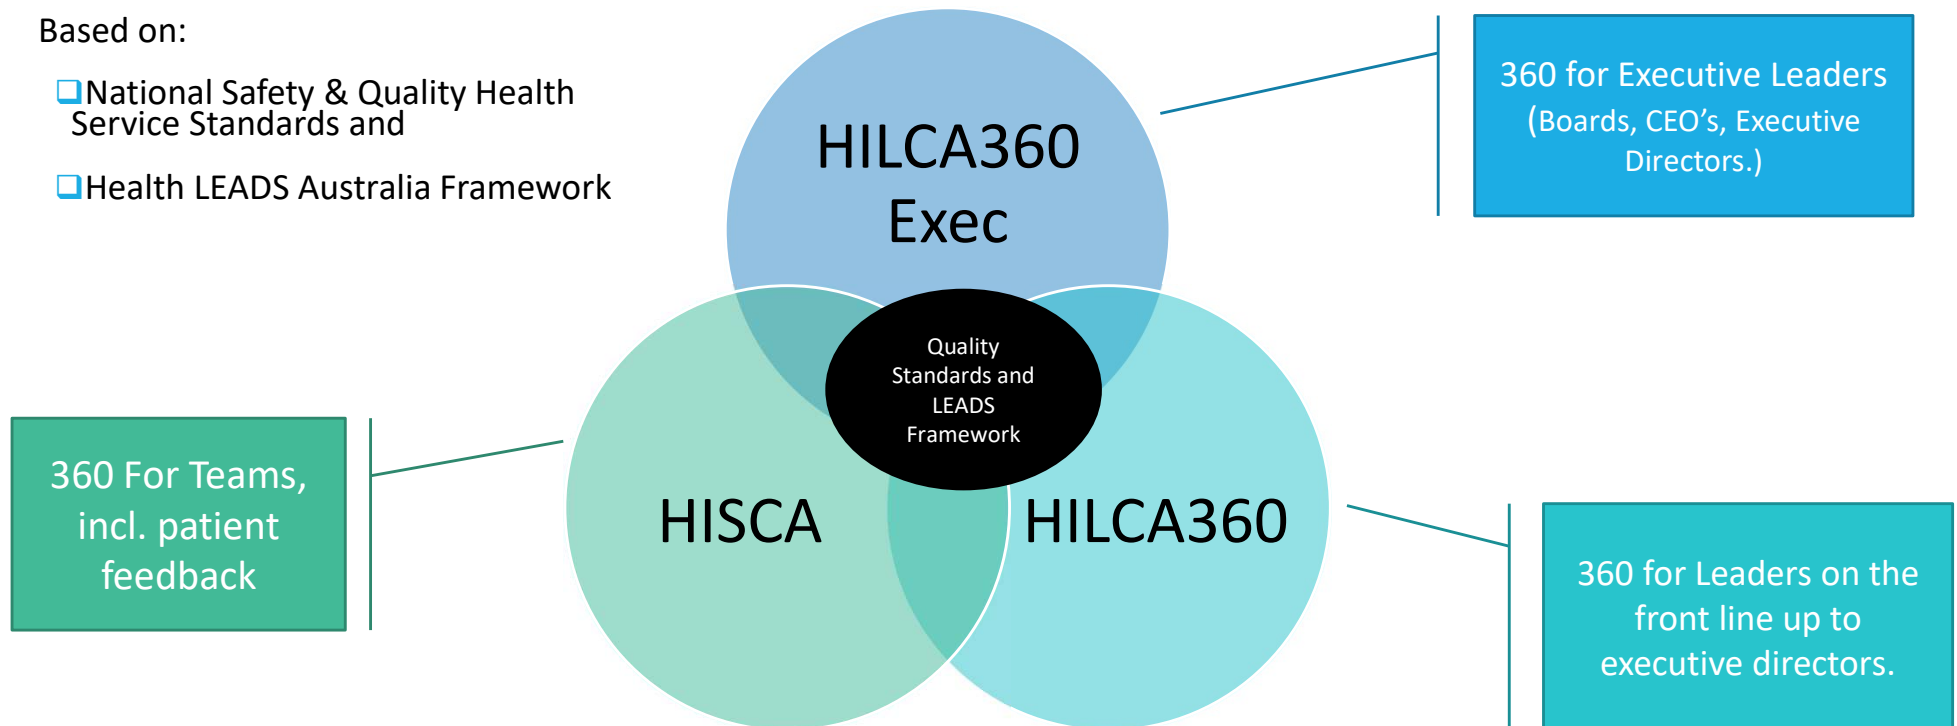 Based on:
❑National Safety & Quality Health
Service Standards and
❑Health LEADS Australia Framework
HILCA360
Exec
360 for Executive Leaders
(Boards, CEO’s, Executive
Directors.)
Quality
Standards and
LEADS
Framework
360 For Teams,
incl. patient
feedback
HISCA
HILCA360
360 for Leaders on the
front line up to
executive directors.